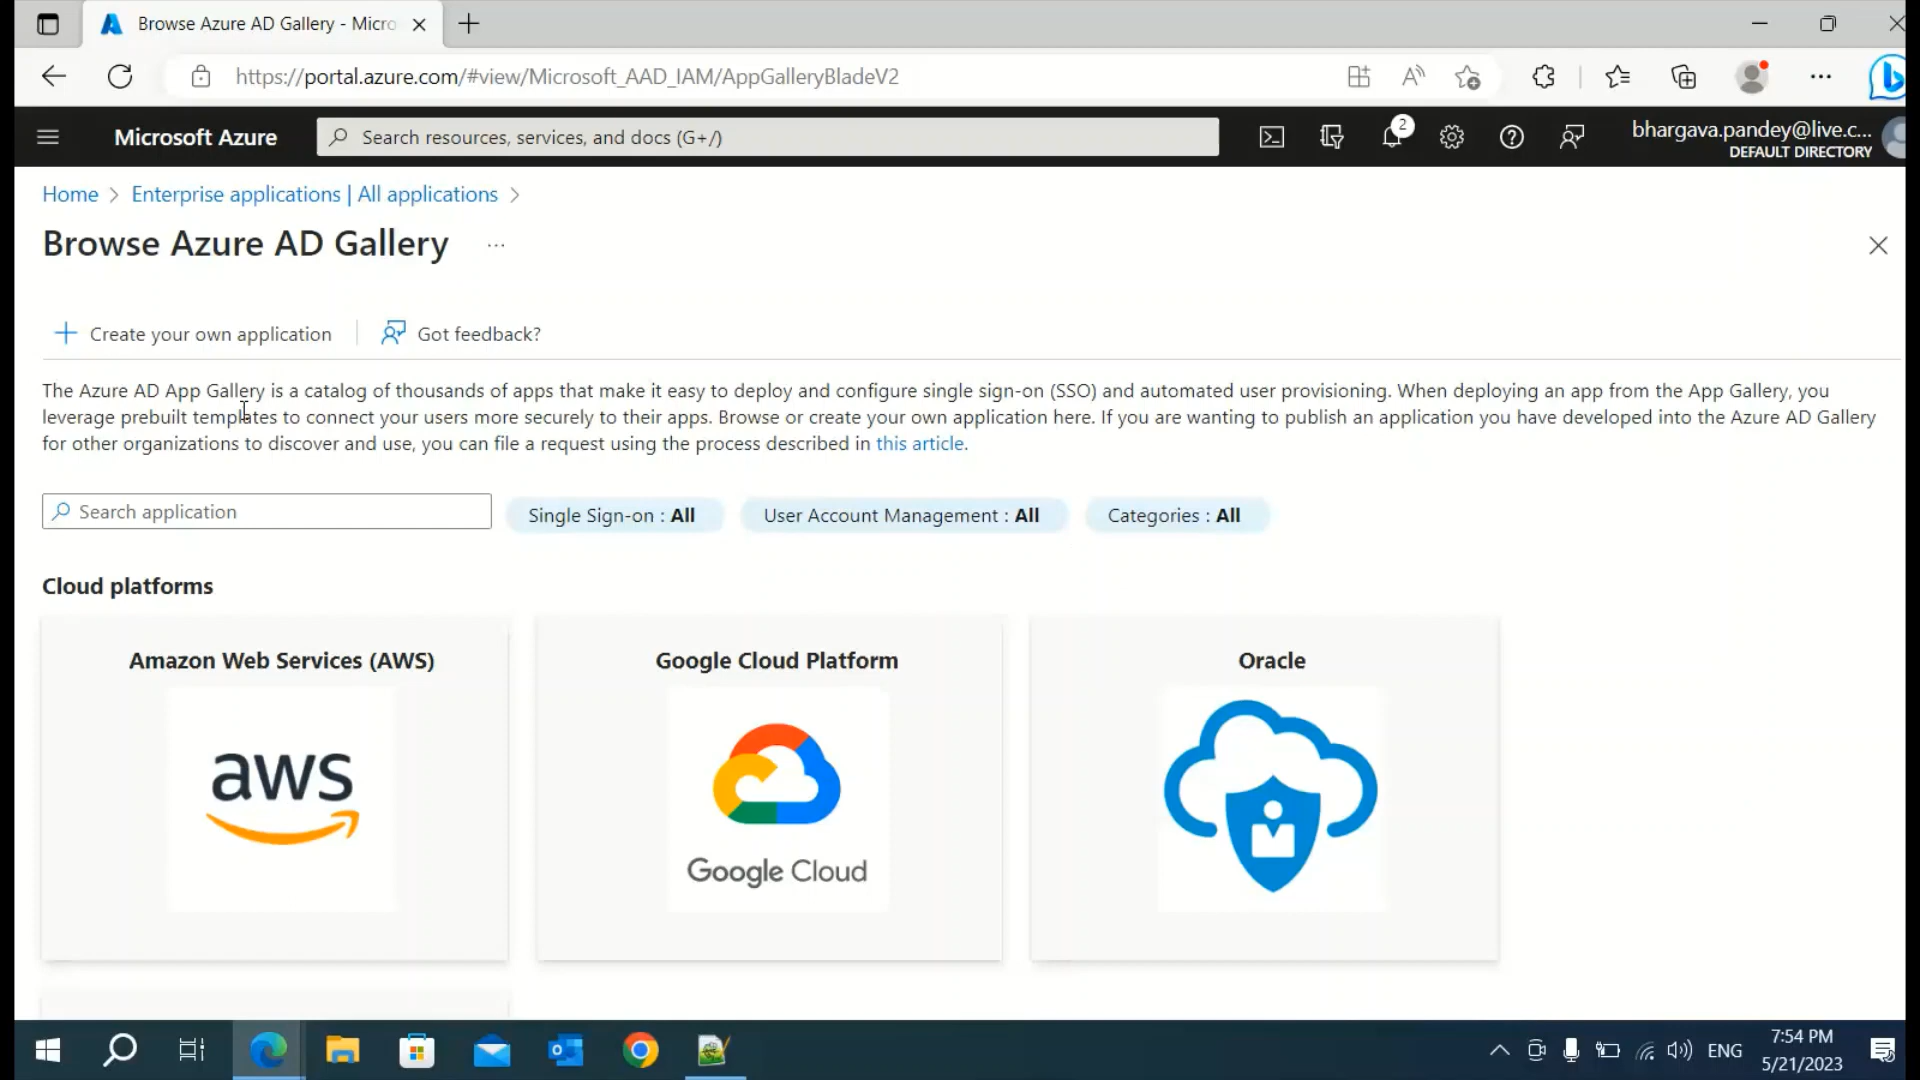 Browse Azure AD Gallery - Micro
https://portal.azure.com/#view/Microsoft_AAD_IAM/AppGalleryBladeV2
Microsoft Azure
Search resources, services, and docs (G+/)
2
bhargava.pandey@live.c...
DEFAULT DIRECTORY
Home > Enterprise applications | All applications >
Browse Azure AD Gallery ...
Create your own application
Got feedback?
The Azure AD App Gallery is a catalog of thousands of apps that make it easy to deploy and configure single sign-on (SSO) and automated user provisioning. When deploying an app from the App Gallery, you
leverage prebuilt templates to connect your users more securely to their apps. Browse or create your own application here. If you are wanting to publish an application you have developed into the Azure AD Gallery
for other organizations to discover and use, you can file a request using the process described in this article.
Search application
Single Sign-on : All
User Account Management : All
Categories : All
Cloud platforms
Amazon Web Services (AWS)
Google Cloud Platform
Oracle
aws
Google Cloud
ENG
7:54 PM
5/21/2023